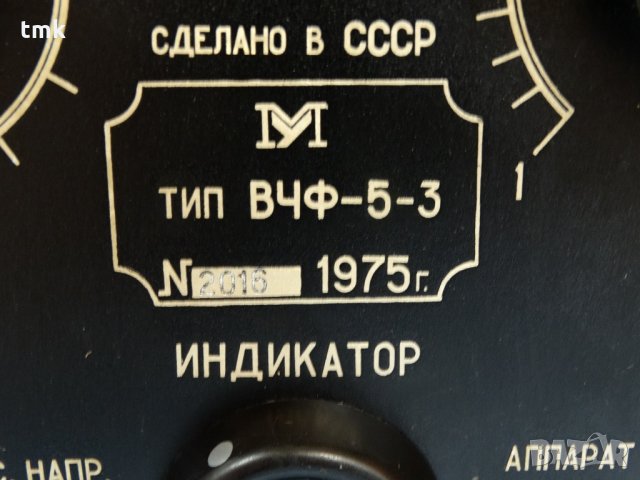 tmk
СДЕЛАНО В СССР
1
ТИП ВЧФ-5-3
N 2016 1975г.
ИНДИКАТОР
С. НАПР.
АППАРАТ